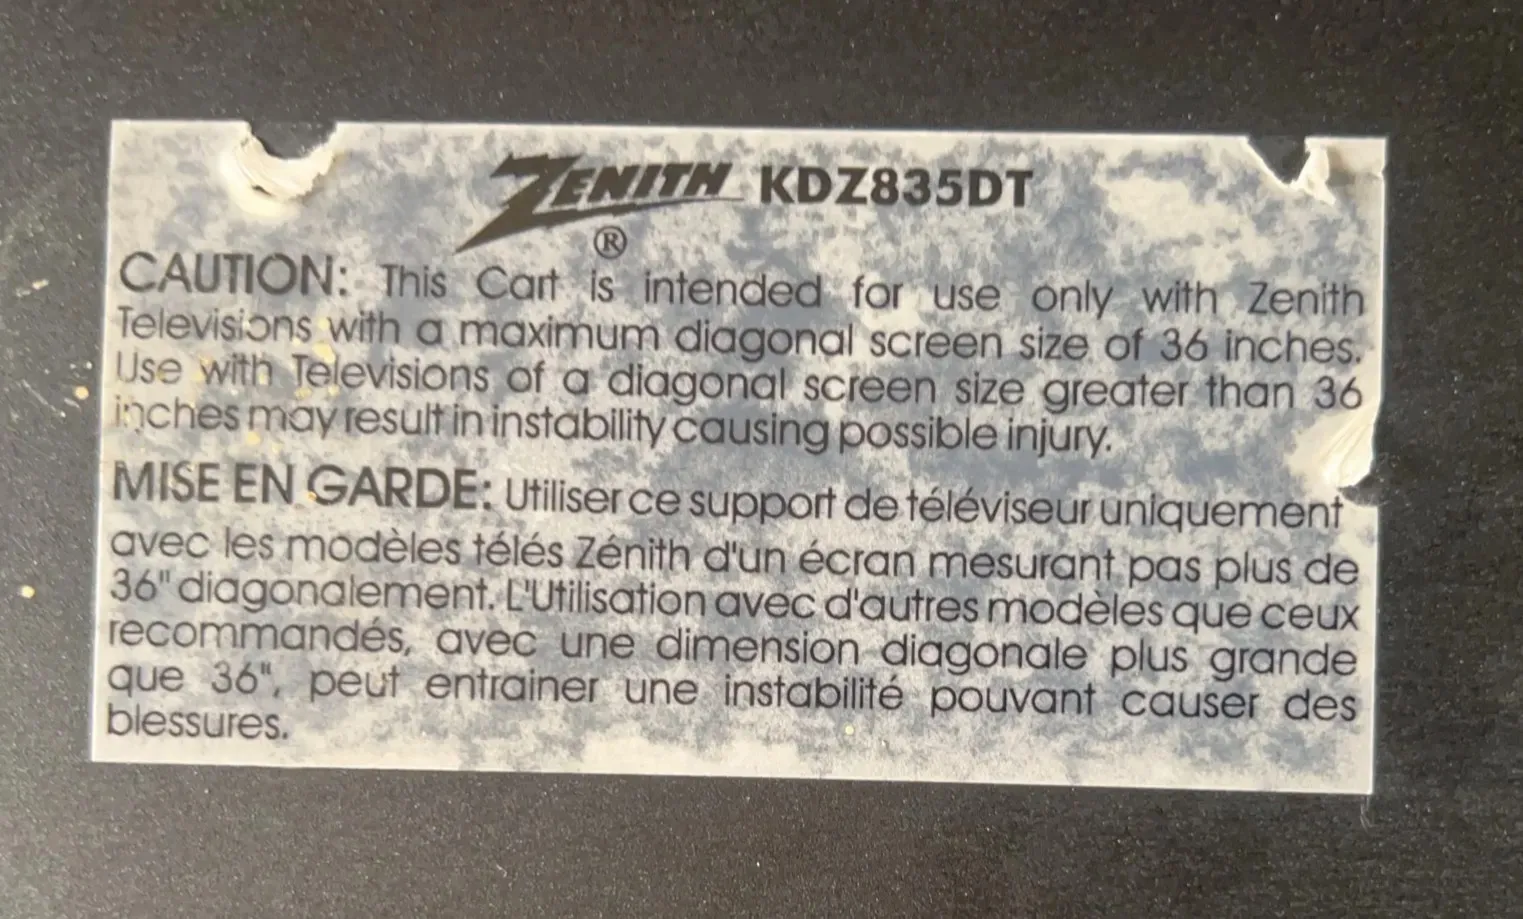 ZENITH KDZ835DT
®
CAUTION: This Cart is intended for use only with Zenith
Televisions with a maximum diagonal screen size of 36 inches.
Use with Televisions of a diagonal screen size greater than 36
inches may result in instability causing possible injury.
MISE EN GARDE: Utiliser ce support de téléviseur uniquement
avec les modèles télés Zénith d'un écran mesurant pas plus de
36" diagonalement. L'Utilisation avec d'autres modèles que ceux
recommandés, avec une dimension diagonale plus grande
que 36", peut entrainer une instabilité pouvant causer des
blessures.